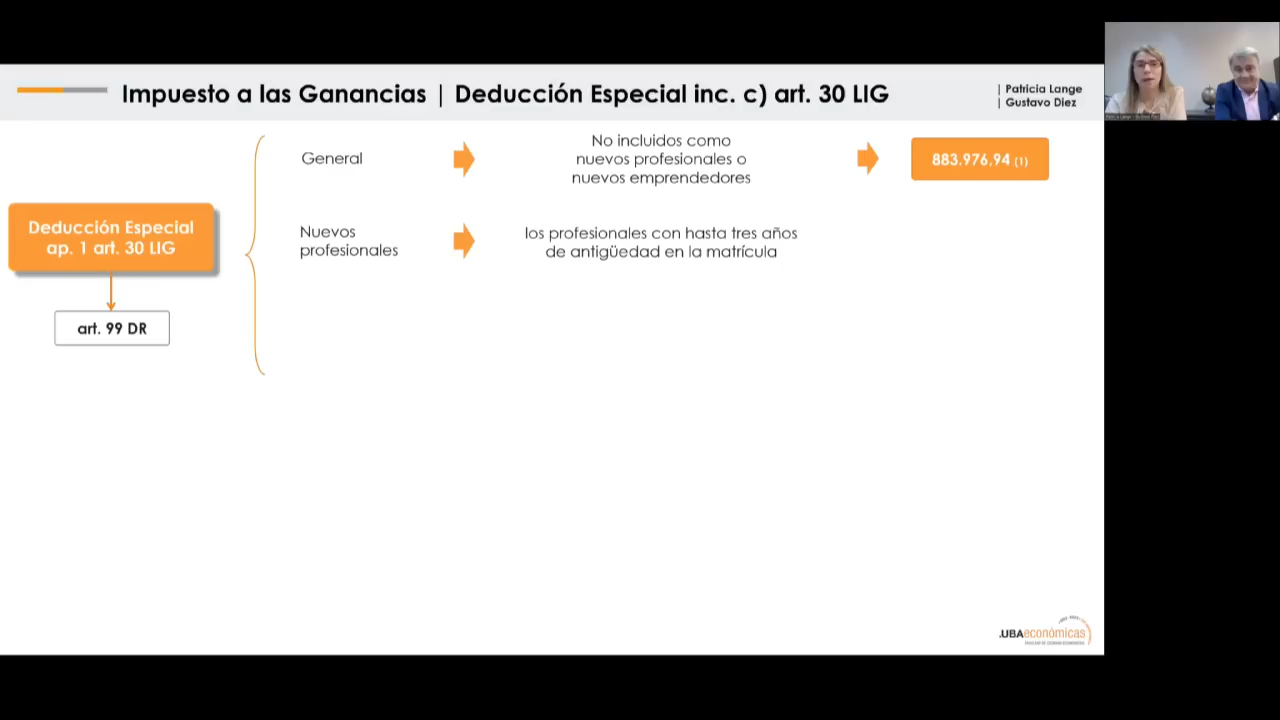 Impuesto a las Ganancias | Deducción Especial inc. c) art. 30 LIG
| Patricia Lange
| Gustavo Diez
General
No incluidos como
nuevos profesionales o
nuevos emprendedores
883.976,94 (1)
Deducción Especial
ap. 1 art. 30 LIG
Nuevos
profesionales
los profesionales con hasta tres años
de antigüedad en la matrícula
art. 99 DR
.UBAeconómicas